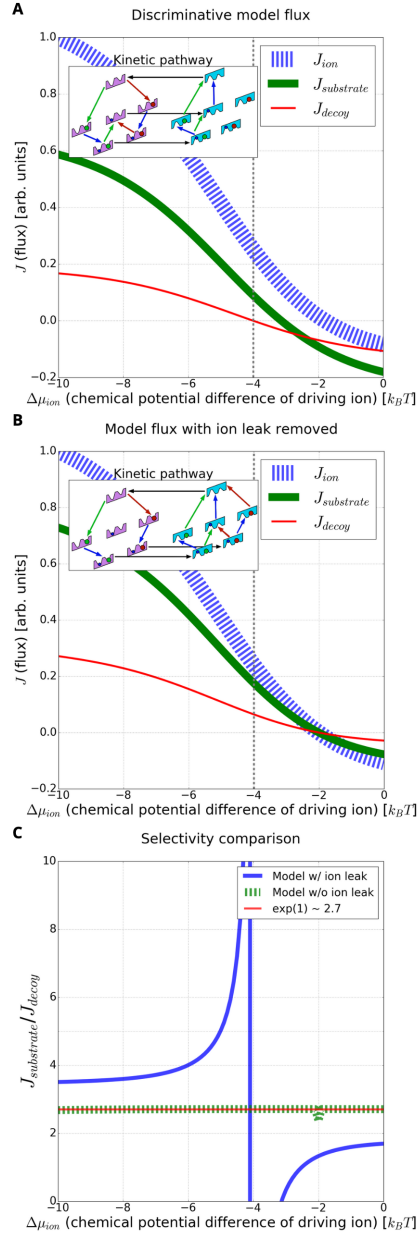 A
Discriminative model flux
1.0
0.8
0.6
0.4
0.2
0.0
−0.2
J (flux) [arb. units]
Kinetic pathway
J_ion
J_substrate
J_decoy
−10
−8
−6
−4
−2
0
Δμ_ion (chemical potential difference of driving ion) [k_BT]
B
Model flux with ion leak removed
1.0
0.8
0.6
0.4
0.2
0.0
−0.2
J (flux) [arb. units]
Kinetic pathway
J_ion
J_substrate
J_decoy
−10
−8
−6
−4
−2
0
Δμ_ion (chemical potential difference of driving ion) [k_BT]
C
Selectivity comparison
10
8
6
4
2
0
J_substrate/J_decoy
Model w/ ion leak
Model w/o ion leak
exp(1) ~ 2.7
−10
−8
−6
−4
−2
0
Δμ_ion (chemical potential difference of driving ion) [k_BT]